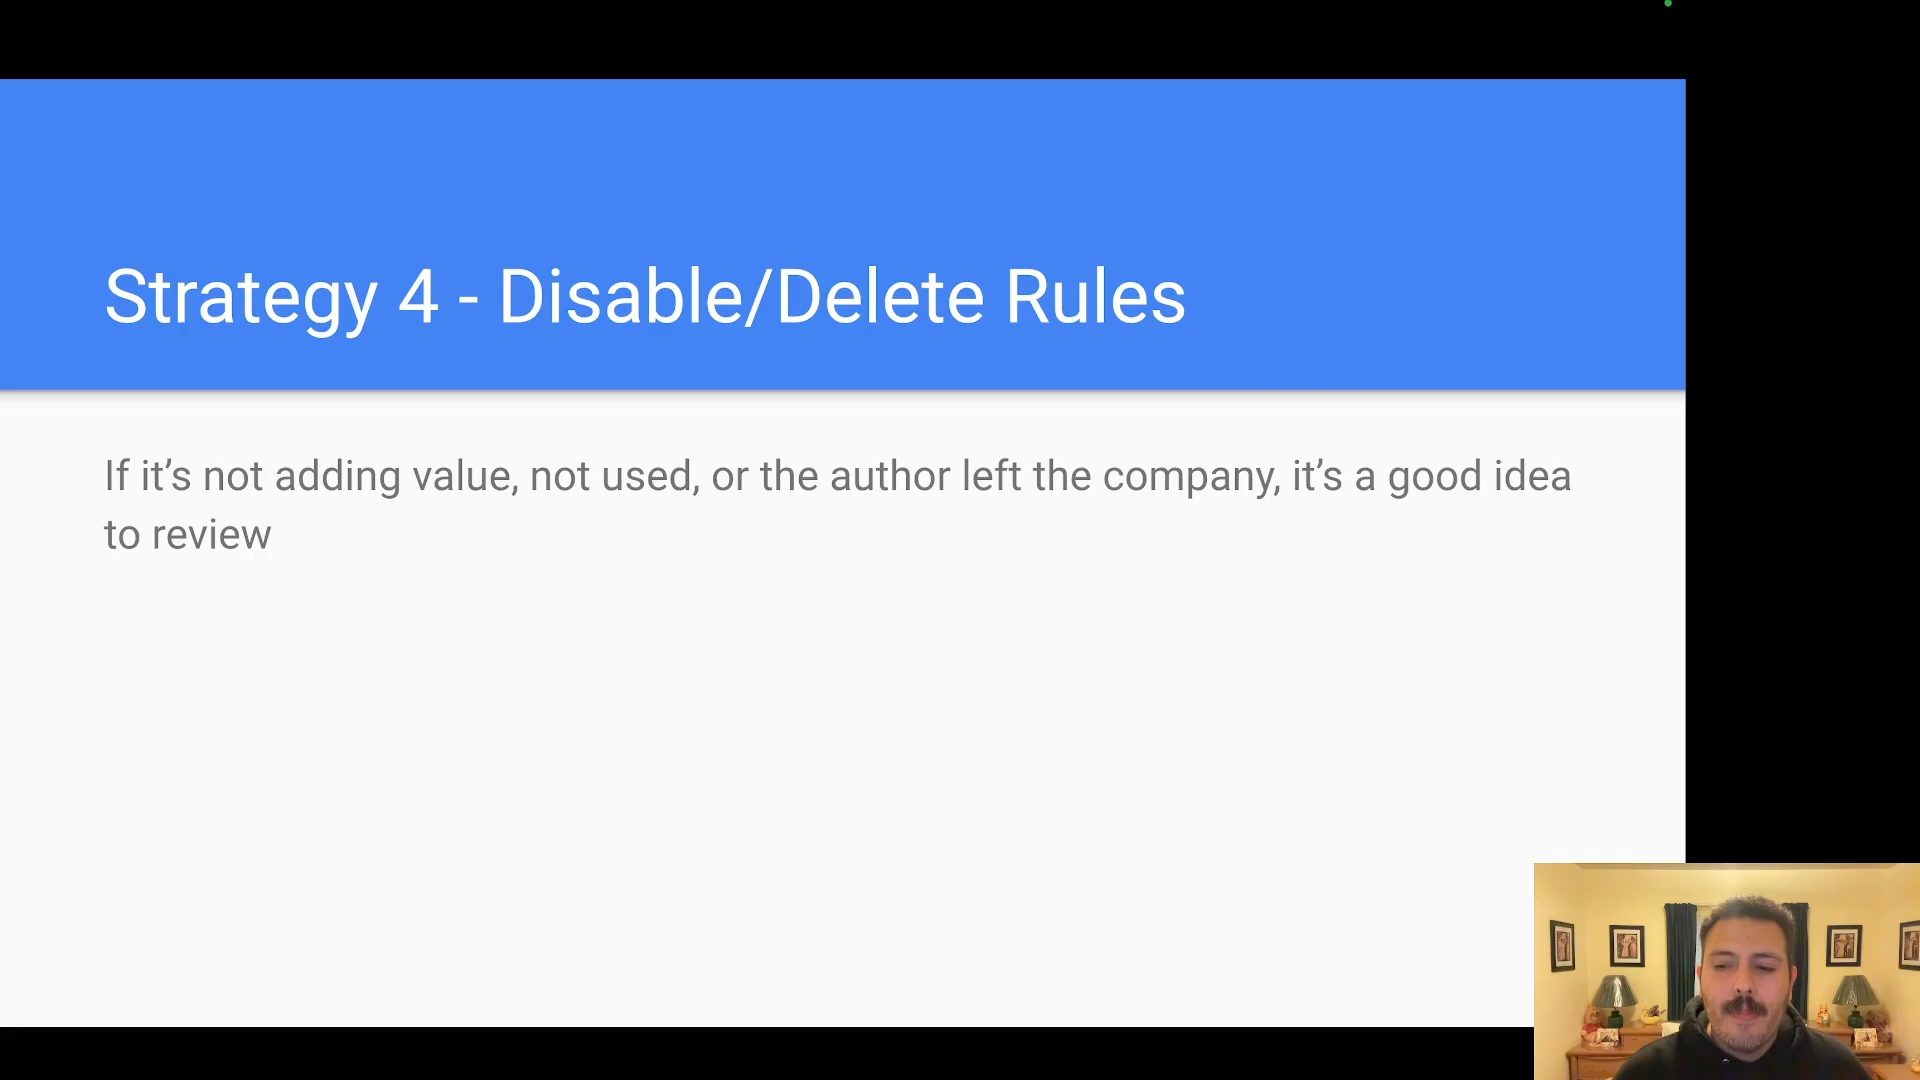 Strategy 4 - Disable/Delete Rules
If it’s not adding value, not used, or the author left the company, it’s a good idea
to review